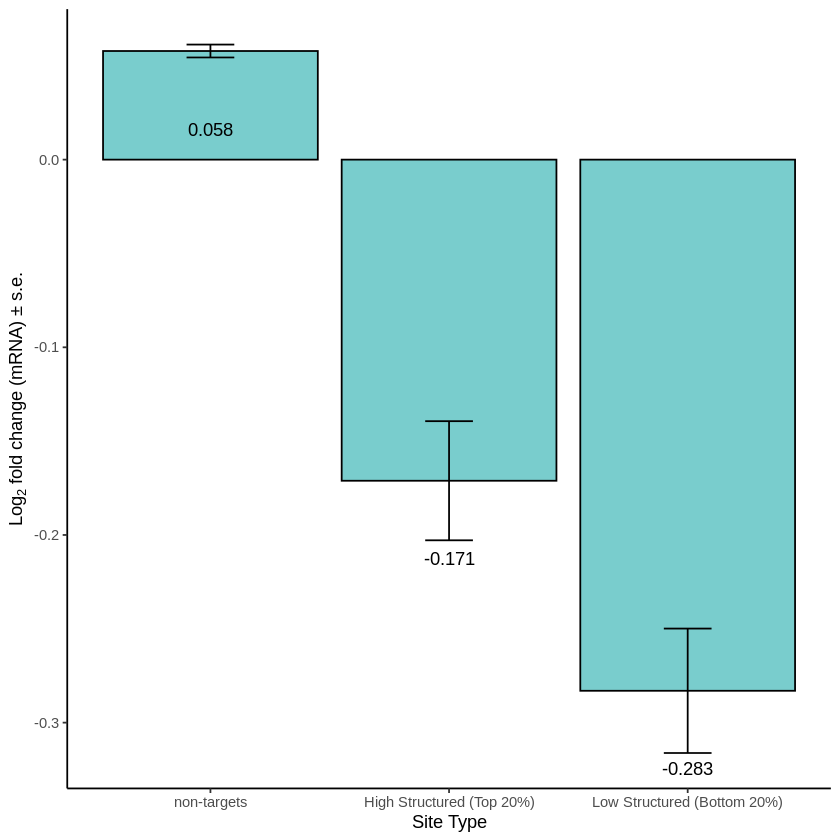 Log₂ fold change (mRNA) ± s.e.
0.0
-0.1
-0.2
-0.3
0.058
-0.171
-0.283
non-targets
High Structured (Top 20%)
Low Structured (Bottom 20%)
Site Type